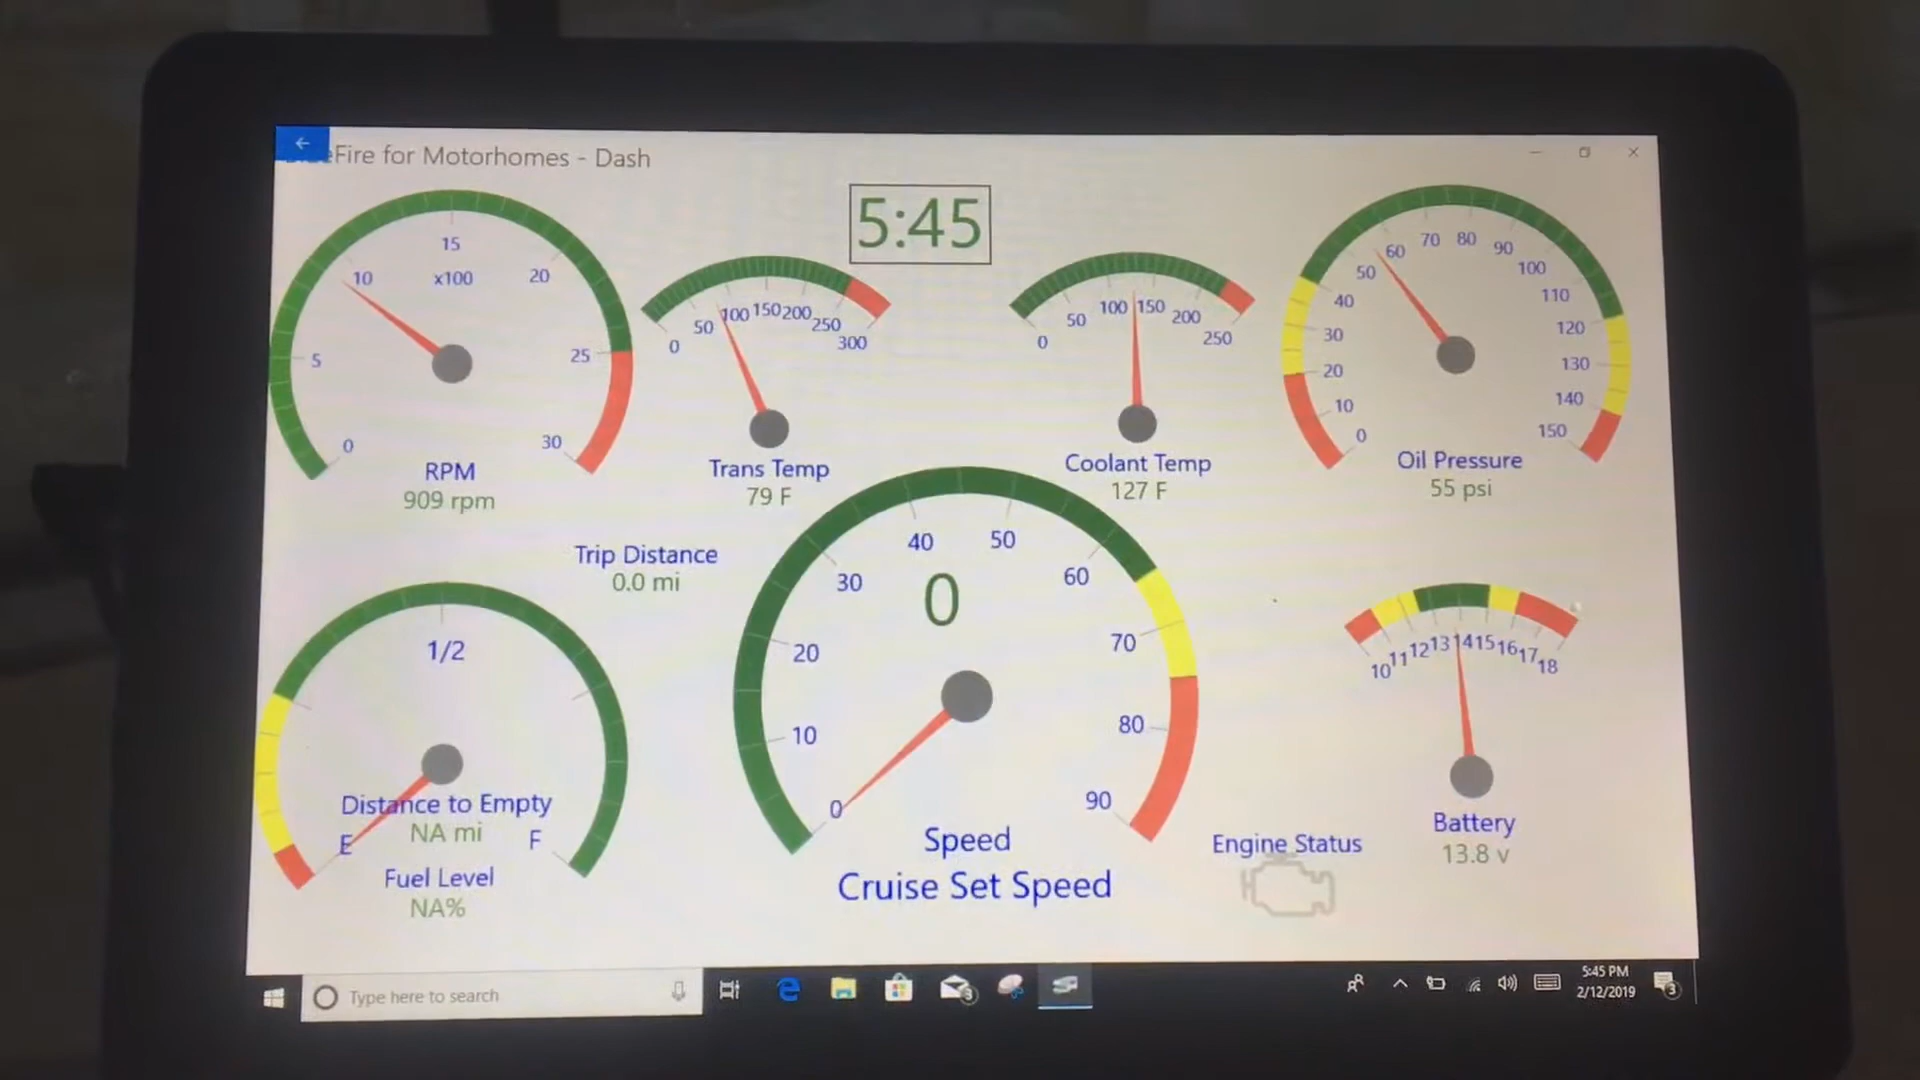 eFire for Motorhomes - Dash
5:45
0 5 10 15 20 25 30
x100
RPM
909 rpm
0 50 100 150 200 250 300
Trans Temp
79 F
0 50 100 150 200 250
Coolant Temp
127 F
0 10 20 30 40 50 60 70 80 90 100 110 120 130 140 150
Oil Pressure
55 psi
Trip Distance
0.0 mi
E 1/2 F
Distance to Empty
NA mi
Fuel Level
NA%
0 10 20 30 40 50 60 70 80 90
0
Speed
Cruise Set Speed
Engine Status
10 11 12 13 14 15 16 17 18
Battery
13.8 v
Type here to search
3
5:45 PM
2/12/2019
3